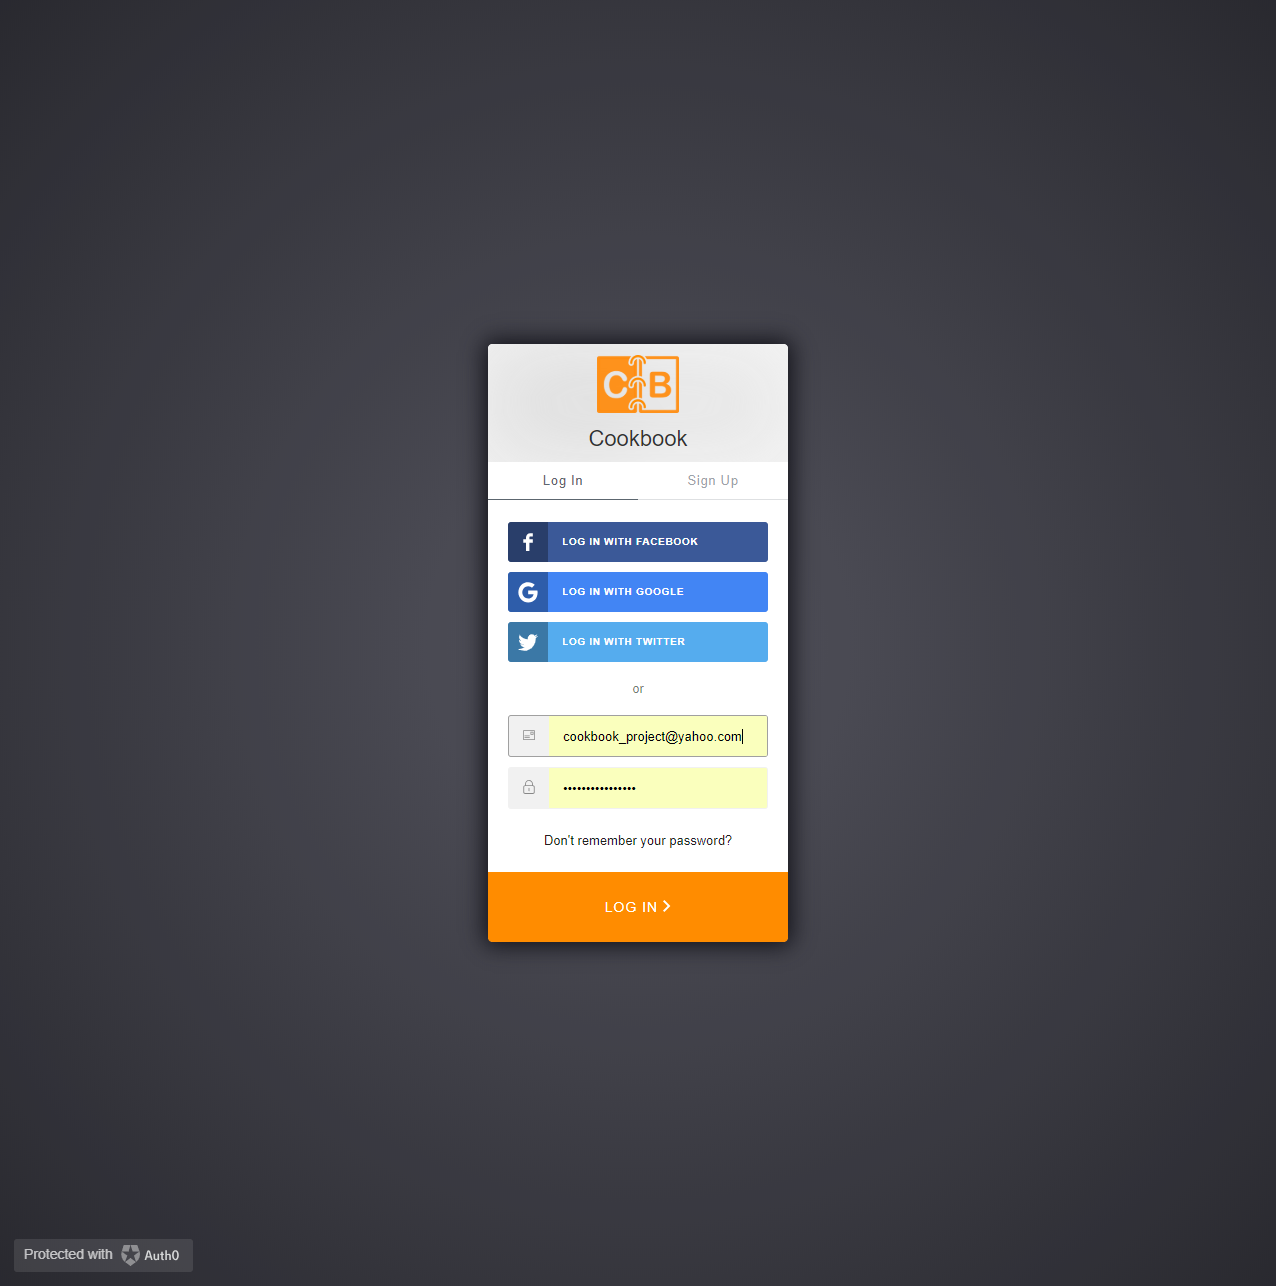 C B
Cookbook
Log In Sign Up
LOG IN WITH FACEBOOK
LOG IN WITH GOOGLE
LOG IN WITH TWITTER
or
cookbook_project@yahoo.com
••••••••••••••••
Don't remember your password?
LOG IN
Protected with Auth0